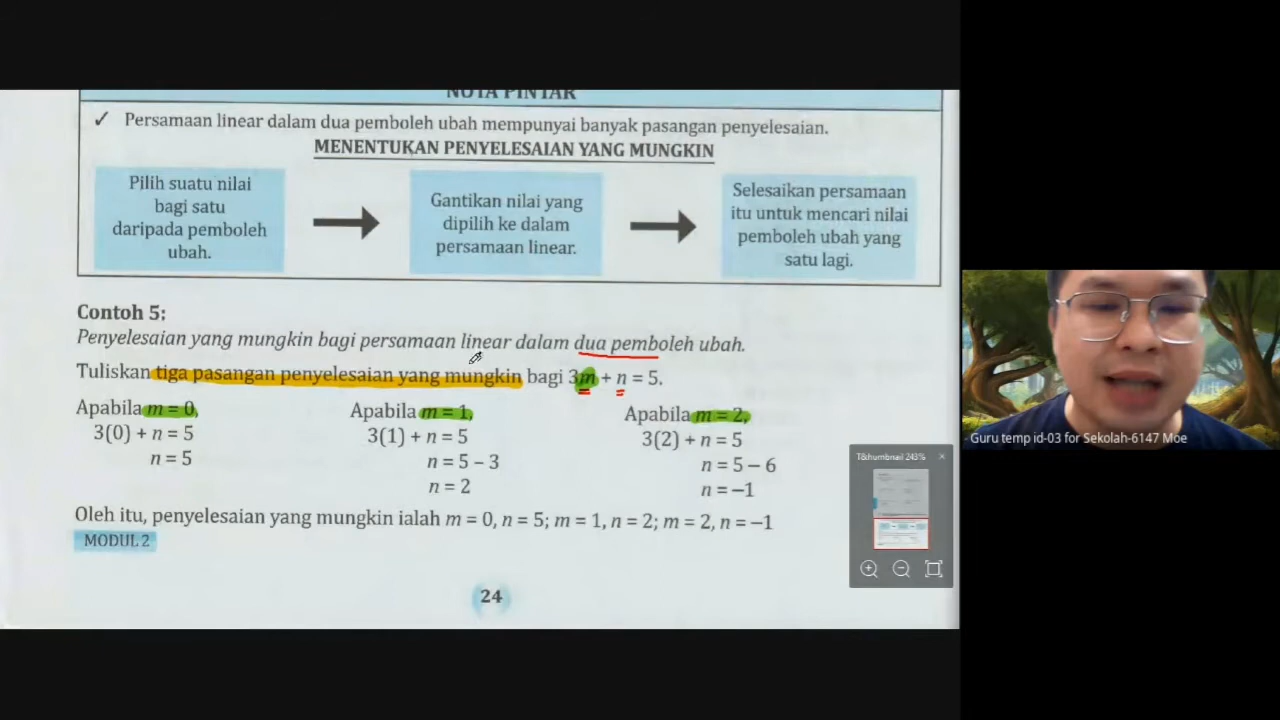 NOTA PINTAR
✓ Persamaan linear dalam dua pemboleh ubah mempunyai banyak pasangan penyelesaian.
MENENTUKAN PENYELESAIAN YANG MUNGKIN
Pilih suatu nilai
bagi satu
daripada pemboleh
ubah.
Gantikan nilai yang
dipilih ke dalam
persamaan linear.
Selesaikan persamaan
itu untuk mencari nilai
pemboleh ubah yang
satu lagi.
Contoh 5:
Penyelesaian yang mungkin bagi persamaan linear dalam dua pemboleh ubah.
Tuliskan tiga pasangan penyelesaian yang mungkin bagi 3m + n = 5.
Apabila m = 0,
3(0) + n = 5
n = 5
Apabila m = 1,
3(1) + n = 5
n = 5 – 3
n = 2
Apabila m = 2,
3(2) + n = 5
n = 5 – 6
n = –1
Oleh itu, penyelesaian yang mungkin ialah m = 0, n = 5; m = 1, n = 2; m = 2, n = –1
MODUL 2
24
T&humbnail 243%
Guru temp id-03 for Sekolah-6147 Moe